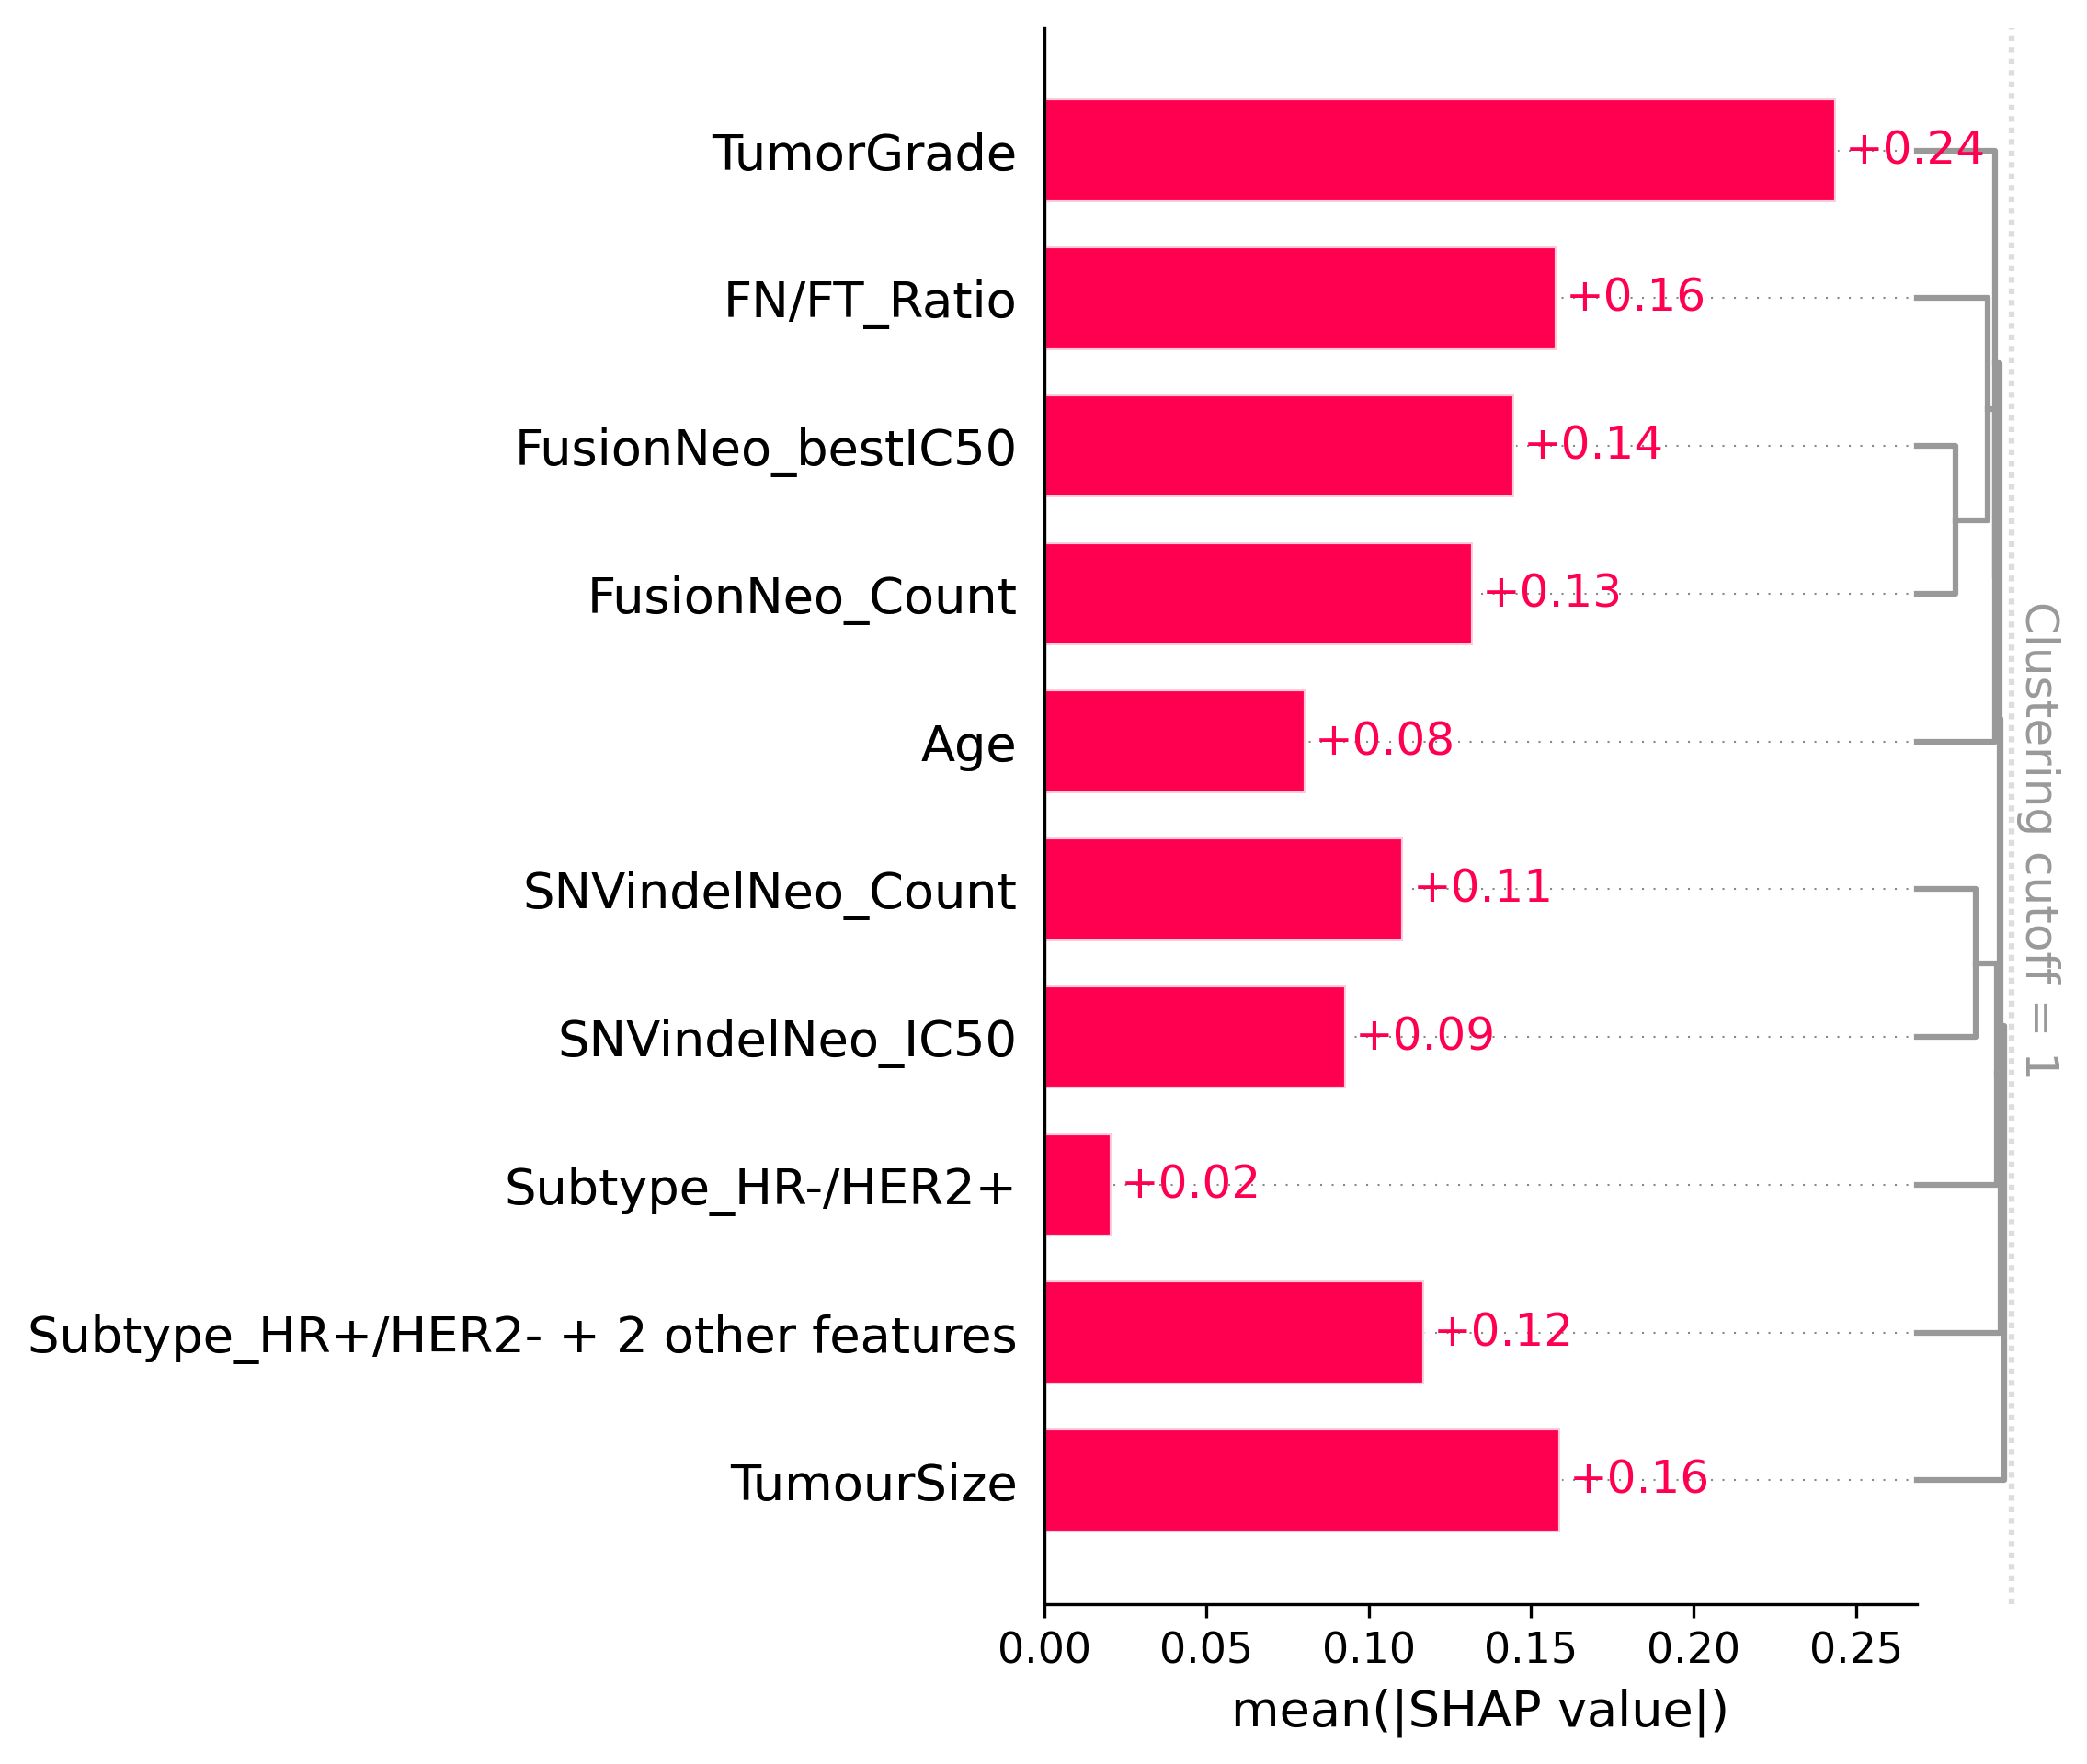 TumorGrade +0.24
FN/FT_Ratio +0.16
FusionNeo_bestIC50 +0.14
FusionNeo_Count +0.13
Age +0.08
SNVindelNeo_Count +0.11
SNVindelNeo_IC50 +0.09
Subtype_HR-/HER2+ +0.02
Subtype_HR+/HER2- + 2 other features +0.12
TumourSize +0.16
Clustering cutoff = 1
0.00 0.05 0.10 0.15 0.20 0.25
mean(|SHAP value|)